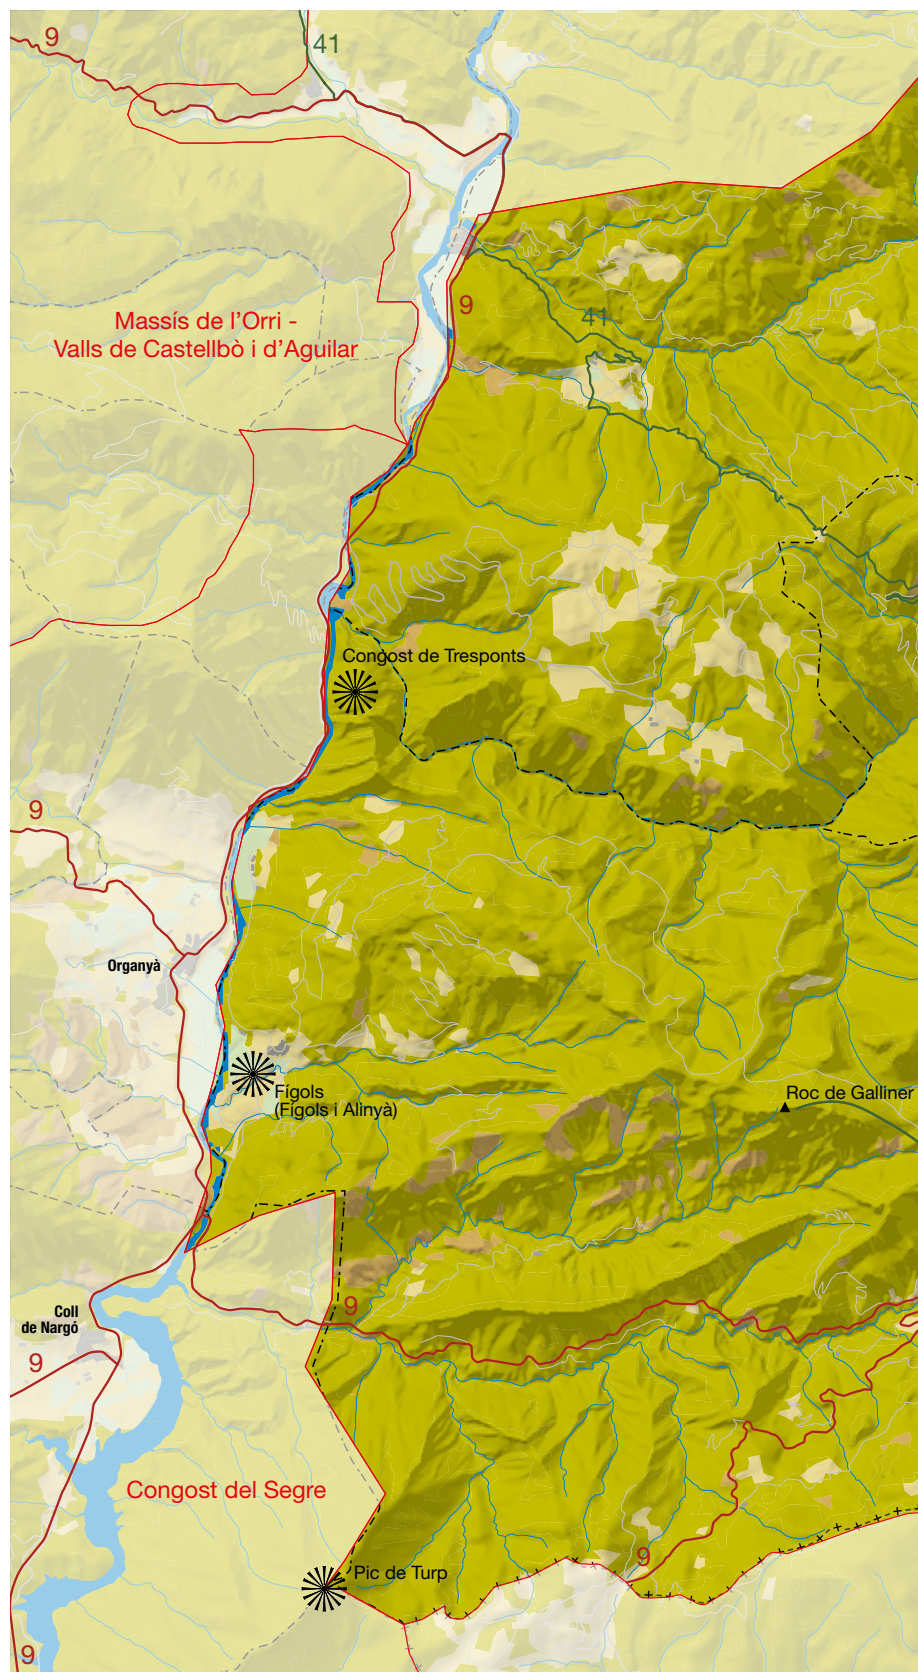 9
41
9
41
Massís de l'Orri -
Valls de Castellbò i d'Aguilar
Congost de Tresponts
9
Organyà
Fígols
(Fígols i Alinyà)
Roc de Galliner
9
Coll
de Nargó
9
Congost del Segre
9
Pic de Turp
9